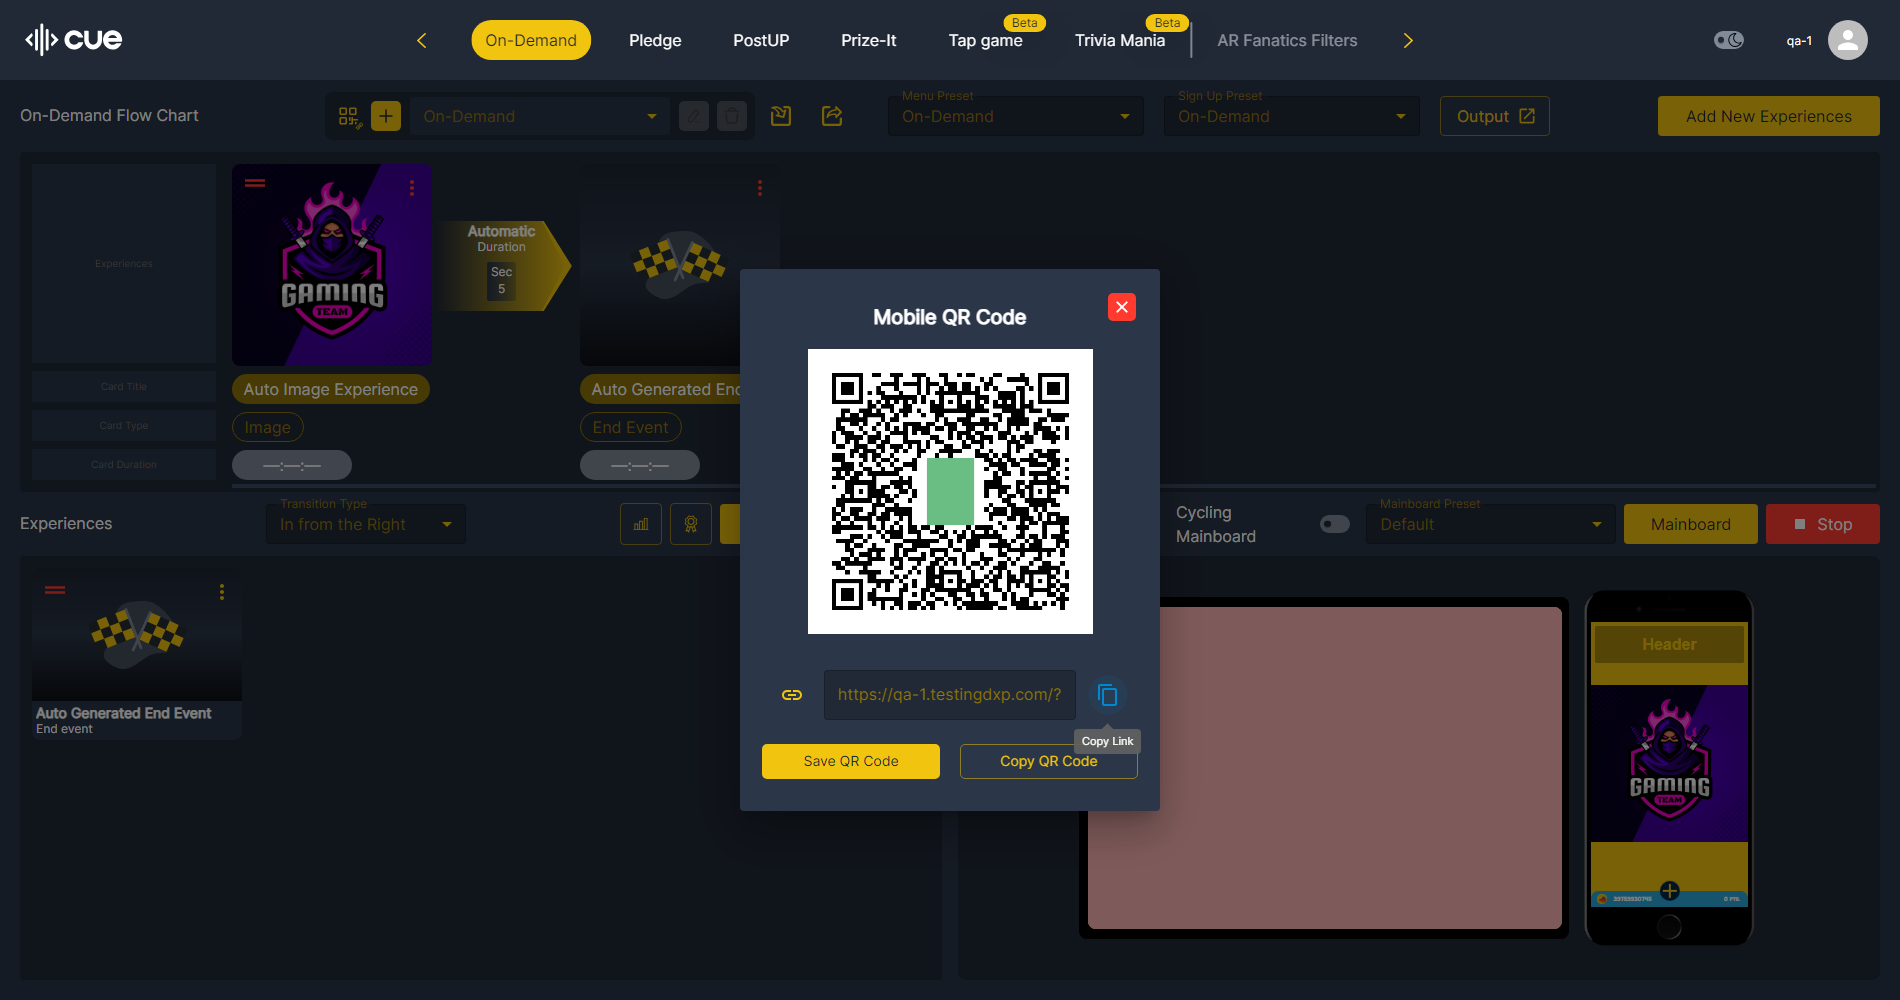 cue
On-Demand
Pledge
PostUP
Prize-It
Tap game
Beta
Trivia Mania
Beta
AR Fanatics Filters
qa-1
On-Demand Flow Chart
On-Demand
Menu Preset
On-Demand
Sign Up Preset
On-Demand
Output
Add New Experiences
Experiences
GAMING
TEAM
Automatic
Duration
Sec
5
Card Title
Auto Image Experience
Auto Generated End
Card Type
Image
End Event
Card Duration
—:—:—
—:—:—
Mobile QR Code
https://qa-1.testingdxp.com/?
Copy Link
Save QR Code
Copy QR Code
Experiences
Transition Type
In from the Right
Cycling
Mainboard
Mainboard Preset
Default
Mainboard
Stop
Auto Generated End Event
End event
Header
GAMING
TEAM
0 PTS.